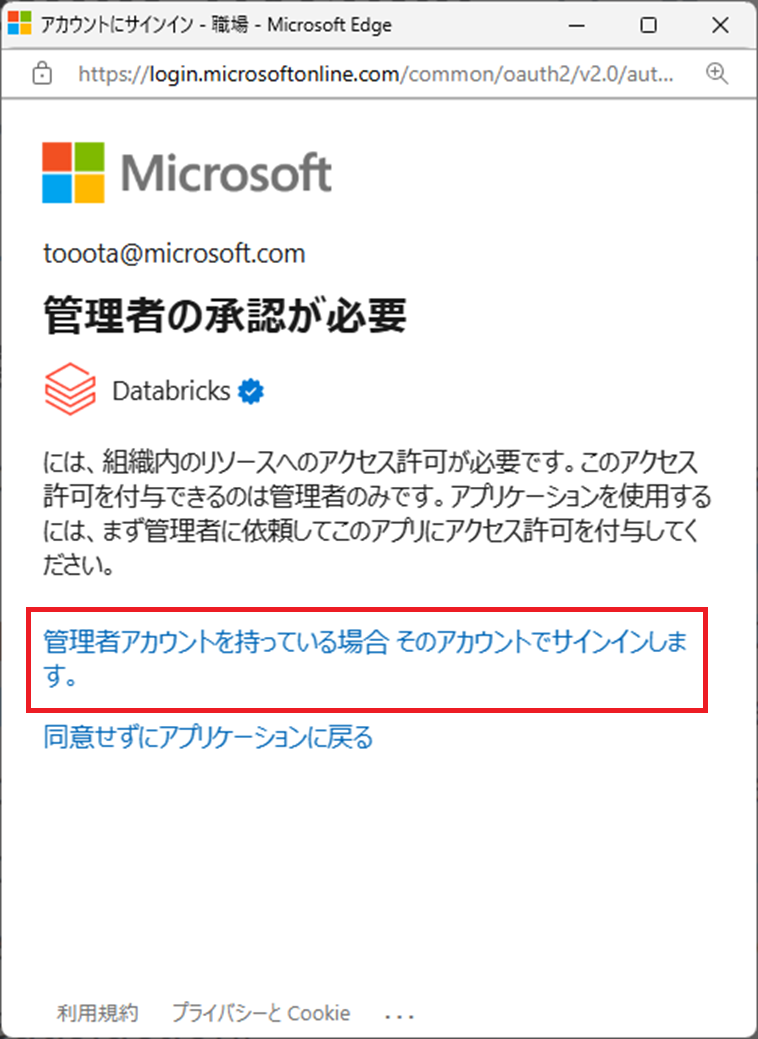 アカウントにサインイン - 職場 - Microsoft Edge
https://login.microsoftonline.com/common/oauth2/v2.0/aut...
Microsoft
tooota@microsoft.com
管理者の承認が必要
Databricks
には、組織内のリソースへのアクセス許可が必要です。このアクセス
許可を付与できるのは管理者のみです。アプリケーションを使用する
には、まず管理者に依頼してこのアプリにアクセス許可を付与してく
ださい。
管理者アカウントを持っている場合 そのアカウントでサインインしま
す。
同意せずにアプリケーションに戻る
利用規約 プライバシーと Cookie ...